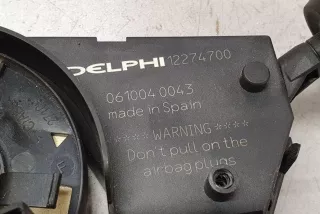 DELPHI 12274700
061004 0043
made in Spain
**** WARNING ****
Don't pull on the
airbag plugs